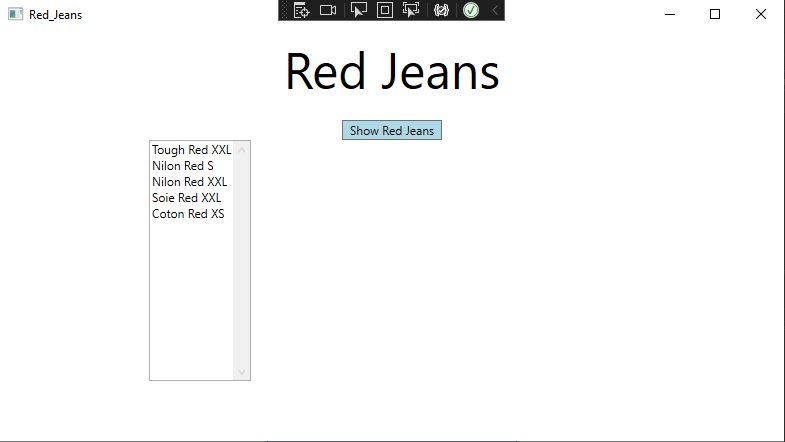 Red_Jeans
Red Jeans
Show Red Jeans
Tough Red XXL
Nilon Red S
Nilon Red XXL
Soie Red XXL
Coton Red XS